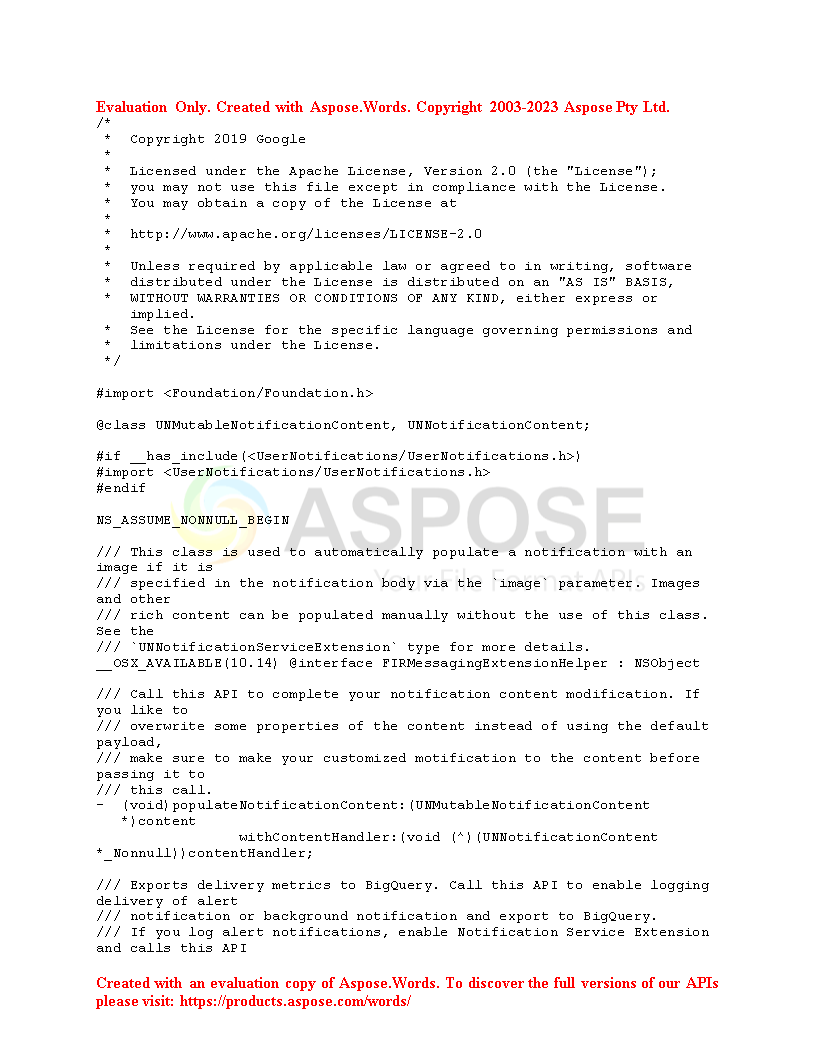 Evaluation Only. Created with Aspose.Words. Copyright 2003-2023 Aspose Pty Ltd.
/*
 *  Copyright 2019 Google
 *
 *  Licensed under the Apache License, Version 2.0 (the "License");
 *  you may not use this file except in compliance with the License.
 *  You may obtain a copy of the License at
 *
 *  http://www.apache.org/licenses/LICENSE-2.0
 *
 *  Unless required by applicable law or agreed to in writing, software
 *  distributed under the License is distributed on an "AS IS" BASIS,
 *  WITHOUT WARRANTIES OR CONDITIONS OF ANY KIND, either express or
    implied.
 *  See the License for the specific language governing permissions and
 *  limitations under the License.
 */

#import <Foundation/Foundation.h>

@class UNMutableNotificationContent, UNNotificationContent;

#if __has_include(<UserNotifications/UserNotifications.h>)
#import <UserNotifications/UserNotifications.h>
#endif

ASPOSE
NS_ASSUME_NONNULL_BEGIN

/// This class is used to automatically populate a notification with an
image if it is
Your File Format APIs
/// specified in the notification body via the `image` parameter. Images
and other
/// rich content can be populated manually without the use of this class.
See the
/// `UNNotificationServiceExtension` type for more details.
__OSX_AVAILABLE(10.14) @interface FIRMessagingExtensionHelper : NSObject

/// Call this API to complete your notification content modification. If
you like to
/// overwrite some properties of the content instead of using the default
payload,
/// make sure to make your customized motification to the content before
passing it to
/// this call.
-  (void)populateNotificationContent:(UNMutableNotificationContent
   *)content
                 withContentHandler:(void (^)(UNNotificationContent
*_Nonnull))contentHandler;

/// Exports delivery metrics to BigQuery. Call this API to enable logging
delivery of alert
/// notification or background notification and export to BigQuery.
/// If you log alert notifications, enable Notification Service Extension
and calls this API

Created with an evaluation copy of Aspose.Words. To discover the full versions of our APIs
please visit: https://products.aspose.com/words/